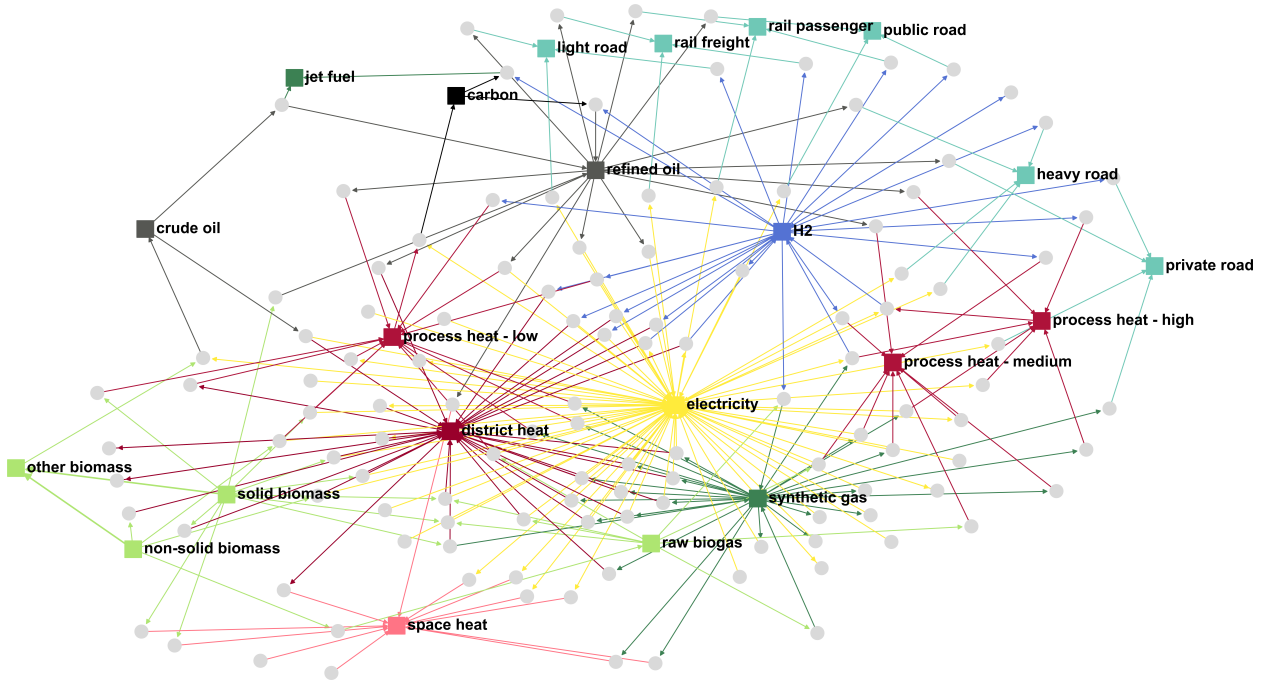 rail passenger
public road
light road
rail freight
jet fuel
carbon
refined oil
heavy road
crude oil
H2
private road
process heat - high
process heat - low
process heat - medium
electricity
district heat
other biomass
solid biomass
synthetic gas
non-solid biomass
raw biogas
space heat